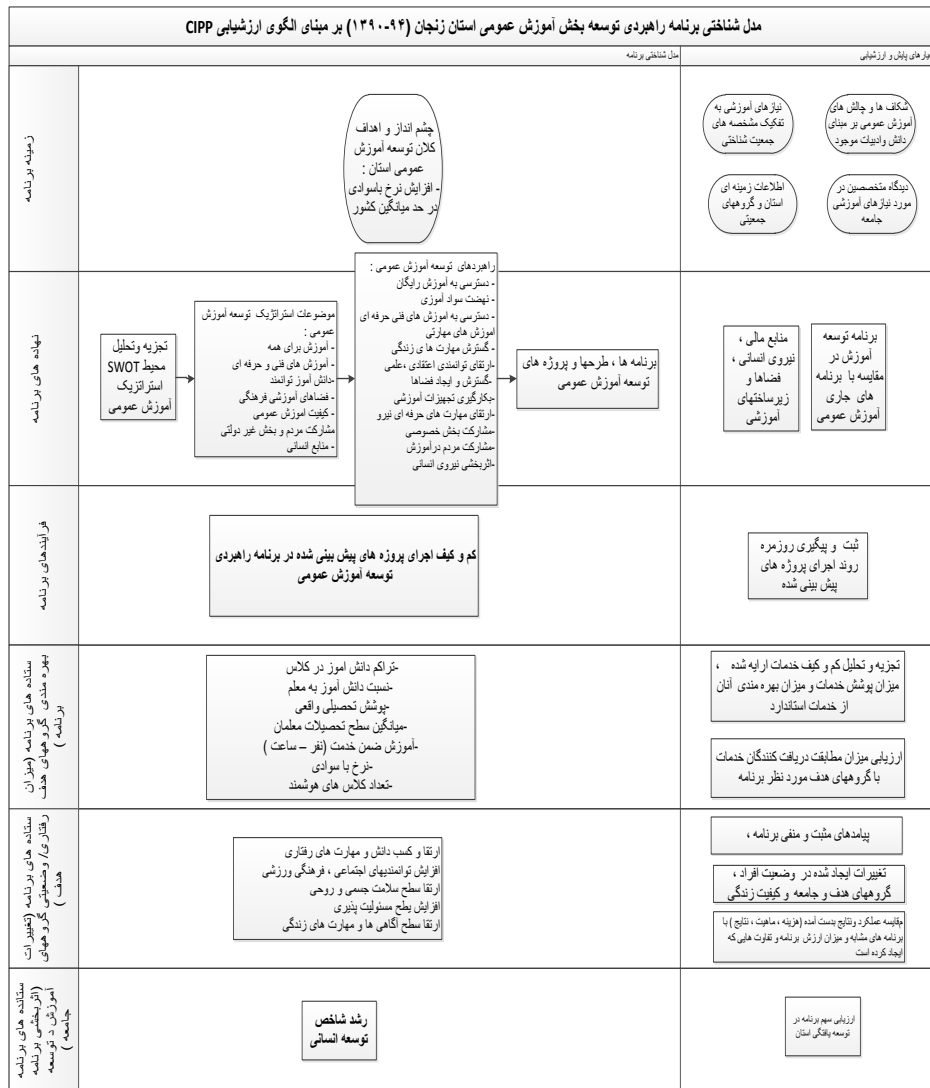 مدل شناختی برنامه راهبردی توسعه بخش آموزش عمومی استان زنجان (۹۴-۱۳۹۰) بر مبنای الگوی ارزشیابی CIPP
یارهای پایش و ارزشیابی
مدل شناختی برنامه
شکاف ها و چالش های
آموزش عمومی بر مبنای
دانش وادبیات موجود
نیازهای آموزشی به
تفکیک مشخصه های
جمعیت شناختی
دیدگاه متخصصین در
مورد نیازهای آموزشی
جامعه
اطلاعات زمینه ای
استان و گروههای
جمعیتی
چشم انداز و اهداف
کلان توسعه آموزش
عمومی استان :
- افزایش نرخ باسوادی
در حد میانگین کشور
زمینه برنامه
برنامه توسعه
آموزش در
مقایسه با برنامه
های جاری
آموزش عمومی
منابع مالی ،
نیروی انسانی ،
فضاها و
زیرساختهای
آموزشی
برنامه ها ، طرحها و پروژه های
توسعه آموزش عمومی
راهبردهای توسعه آموزش عمومی :
- دسترسی به آموزش رایگان
- نهضت سواد آموزی
- دسترسی به اموزش های فنی حرفه ای
اموزش های مهارتی
- گسترش مهارت ها ی زندگی
-ارتقای توانمندی اعتقادی ،علمی
-گسترش و ایجاد فضاها
-بکارگیری تجهیزات آموزشی
-ارتقای مهارت های حرفه ای نیرو
-مشارکت بخش خصوصی
-مشارکت مردم درآموزش
-اثربخشی نیروی انسانی
موضوعات استراتژیک توسعه آموزش
عمومی :
- آموزش برای همه
- آموزش های فنی و حرفه ای
-دانش آموز توانمند
- فضاهای آموزشی فرهنگی
- کیفیت اموزش عمومی
مشارکت مردم و بخش غیر دولتی
- منابع انسانی
تجزیه وتحلیل
محیط SWOT
استراتژیک
آموزش عمومی
نهاده های برنامه
ثبت و پیگیری روزمره
روند اجرای پروژه های
پیش بینی شده
کم و کیف اجرای پروزه های پیش بینی شده در برنامه راهبردی
توسعه آموزش عمومی
فرآیندهای برنامه
تجزیه و تحلیل کم و کیف خدمات ارایه شده ،
میزان پوشش خدمات و میزان بهره مندی آنان
از خدمات استاندارد
ارزیابی میزان مطابقت دریافت کنندگان خدمات
با گروههای هدف مورد نظر برنامه
-تراکم دانش اموز در کلاس
-نسبت دانش آموز به معلم
-پوشش تحصیلی واقعی
-میانگین سطح تحصیلات معلمان
-آموزش ضمن خدمت (نفر – ساعت )
-نرخ با سوادی
-تعداد کلاس های هوشمند
ستاده های برنامه (میزان
بهره مندی گروههای هدف
برنامه )
پیامدهای مثبت و منفی برنامه ،
تغییرات ایجاد شده در وضعیت افراد ،
گروههای هدف و جامعه و کیفیت زندگی
مقایسه عملکرد ونتایج بدست آمده (هزینه ، ماهیت ، نتایج ) با
برنامه های مشابه و میزان ارزش برنامه و تفاوت هایی که
ایجاد کرده است
ارتقا و کسب دانش و مهارت های رفتاری
افزایش توانمندیهای اجتماعی ، فرهنگی ورزشی
ارتقا سطح سلامت جسمی و روحی
افزایش یطح مسئولیت پذیری
ارتقا سطح آگاهی ها و مهارت های زندگی
ستاده های برنامه (تغییرات
رفتاری/ وضعیتی گروههای
هدف )
ارزیابی سهم برنامه در
توسعه یافتگی استان
رشد شاخص
توسعه انسانی
ستانده های برنامه
(اثربخشی برنامه
آموزش د توسعه
جامعه )